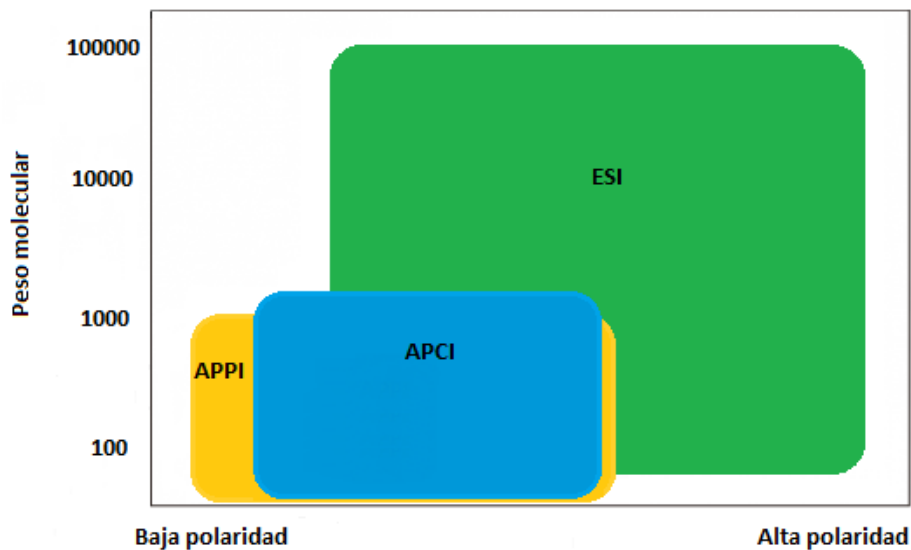 100000
10000
1000
100
Peso molecular
ESI
APCI
APPI
Baja polaridad
Alta polaridad